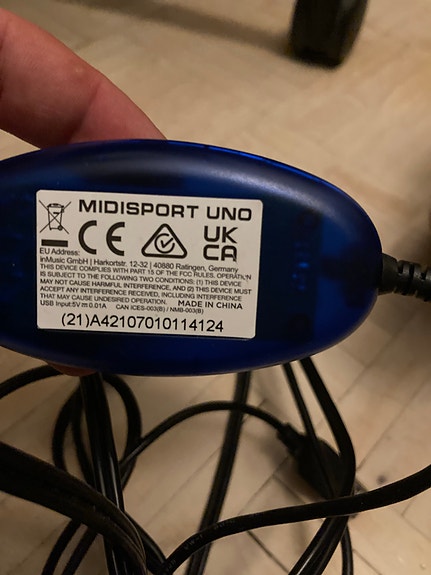 MIDISPORT UNO
CE
UK
CA
EU Address:
inMusic GmbH | Harkortstr. 12-32 | 40880 Ratingen, Germany
THIS DEVICE COMPLIES WITH PART 15 OF THE FCC RULES. OPERATION
IS SUBJECT TO THE FOLLOWING TWO CONDITIONS: (1) THIS DEVICE
MAY NOT CAUSE HARMFUL INTERFERENCE, AND (2) THIS DEVICE MUST
ACCEPT ANY INTERFERENCE RECEIVED, INCLUDING INTERFERENCE
THAT MAY CAUSE UNDESIRED OPERATION. MADE IN CHINA
USB Input:5V⎓0.01A CAN ICES-003(B) / NMB-003(B)
(21)A42107010114124